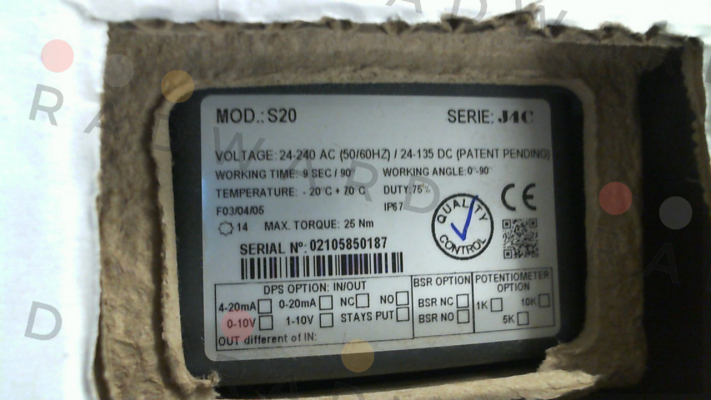 MOD.: S20 SERIE: J4C
VOLTAGE: 24-240 AC (50/60HZ) / 24-135 DC (PATENT PENDING)
WORKING TIME: 9 SEC / 90° WORKING ANGLE:0°-90°
TEMPERATURE: - 20°C + 70°C DUTY:75%
F03/04/05 IP67
14 MAX. TORQUE: 25 Nm
QUALITY CONTROL
CE
SERIAL Nº: 02105850187
DPS OPTION: IN/OUT
4-20mA 0-20mA NC NO
0-10V 1-10V STAYS PUT
OUT different of IN:
BSR OPTION
BSR NC
BSR NO
POTENTIOMETER OPTION
1K 10K
5K
RADWARD